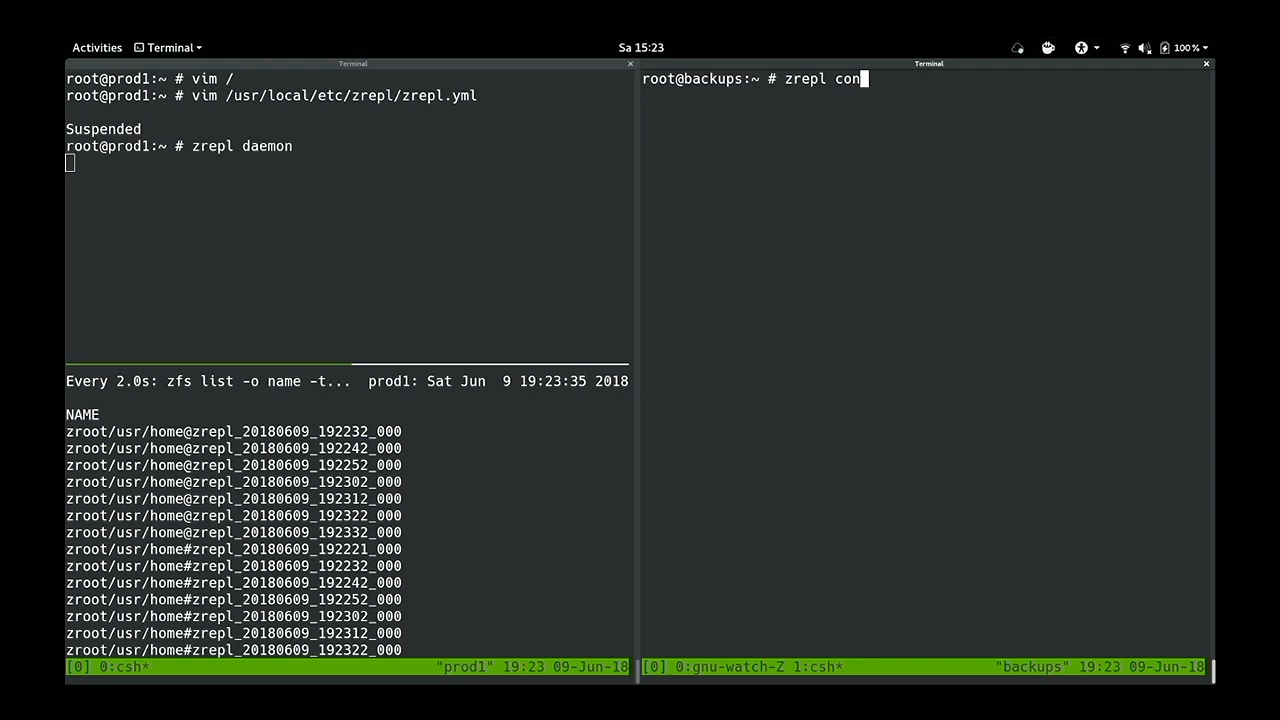 Activities Terminal Sa 15:23 100%
Terminal
root@prod1:~ # vim /
root@prod1:~ # vim /usr/local/etc/zrepl/zrepl.yml
Suspended
root@prod1:~ # zrepl daemon
Every 2.0s: zfs list -o name -t... prod1: Sat Jun 9 19:23:35 2018
NAME
zroot/usr/home@zrepl_20180609_192232_000
zroot/usr/home@zrepl_20180609_192242_000
zroot/usr/home@zrepl_20180609_192252_000
zroot/usr/home@zrepl_20180609_192302_000
zroot/usr/home@zrepl_20180609_192312_000
zroot/usr/home@zrepl_20180609_192322_000
zroot/usr/home@zrepl_20180609_192332_000
zroot/usr/home#zrepl_20180609_192221_000
zroot/usr/home#zrepl_20180609_192232_000
zroot/usr/home#zrepl_20180609_192242_000
zroot/usr/home#zrepl_20180609_192252_000
zroot/usr/home#zrepl_20180609_192302_000
zroot/usr/home#zrepl_20180609_192312_000
zroot/usr/home#zrepl_20180609_192322_000
[0] 0:csh* "prod1" 19:23 09-Jun-18
Terminal
root@backups:~ # zrepl con
[0] 0:gnu-watch-Z 1:csh* "backups" 19:23 09-Jun-18